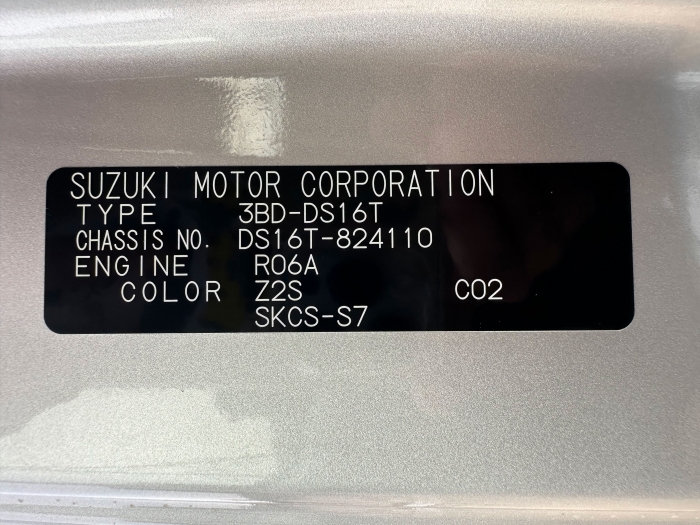 SUZUKI MOTOR CORPORATION
TYPE 3BD-DS16T
CHASSIS NO. DS16T-824110
ENGINE R06A
COLOR Z2S C02
SKCS-S7